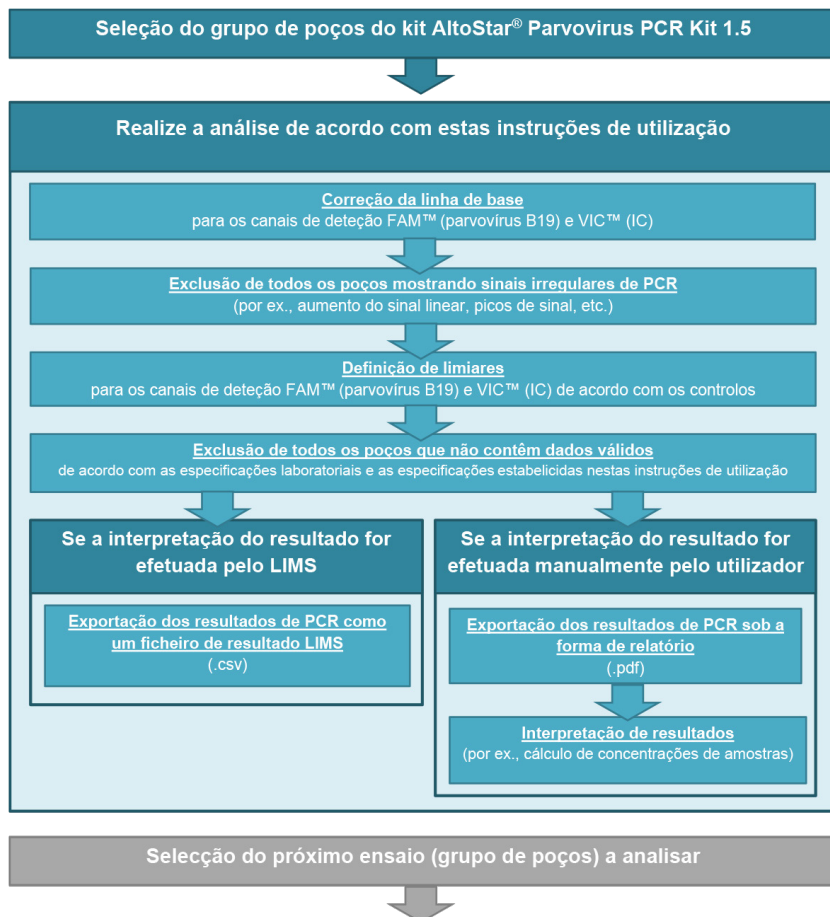 Seleção do grupo de poços do kit AltoStar® Parvovirus PCR Kit 1.5
Realize a análise de acordo com estas instruções de utilização
Correção da linha de base
para os canais de deteção FAM™ (parvovírus B19) e VIC™ (IC)
Exclusão de todos os poços mostrando sinais irregulares de PCR
(por ex., aumento do sinal linear, picos de sinal, etc.)
Definição de limiares
para os canais de deteção FAM™ (parvovírus B19) e VIC™ (IC) de acordo com os controlos
Exclusão de todos os poços que não contêm dados válidos
de acordo com as especificações laboratoriais e as especificações estabelicidas nestas instruções de utilização
Se a interpretação do resultado for
efetuada pelo LIMS
Exportação dos resultados de PCR como
um ficheiro de resultado LIMS
(.csv)
Se a interpretação do resultado for
efetuada manualmente pelo utilizador
Exportação dos resultados de PCR sob a
forma de relatório
(.pdf)
Interpretação de resultados
(por ex., cálculo de concentrações de amostras)
Selecção do próximo ensaio (grupo de poços) a analisar